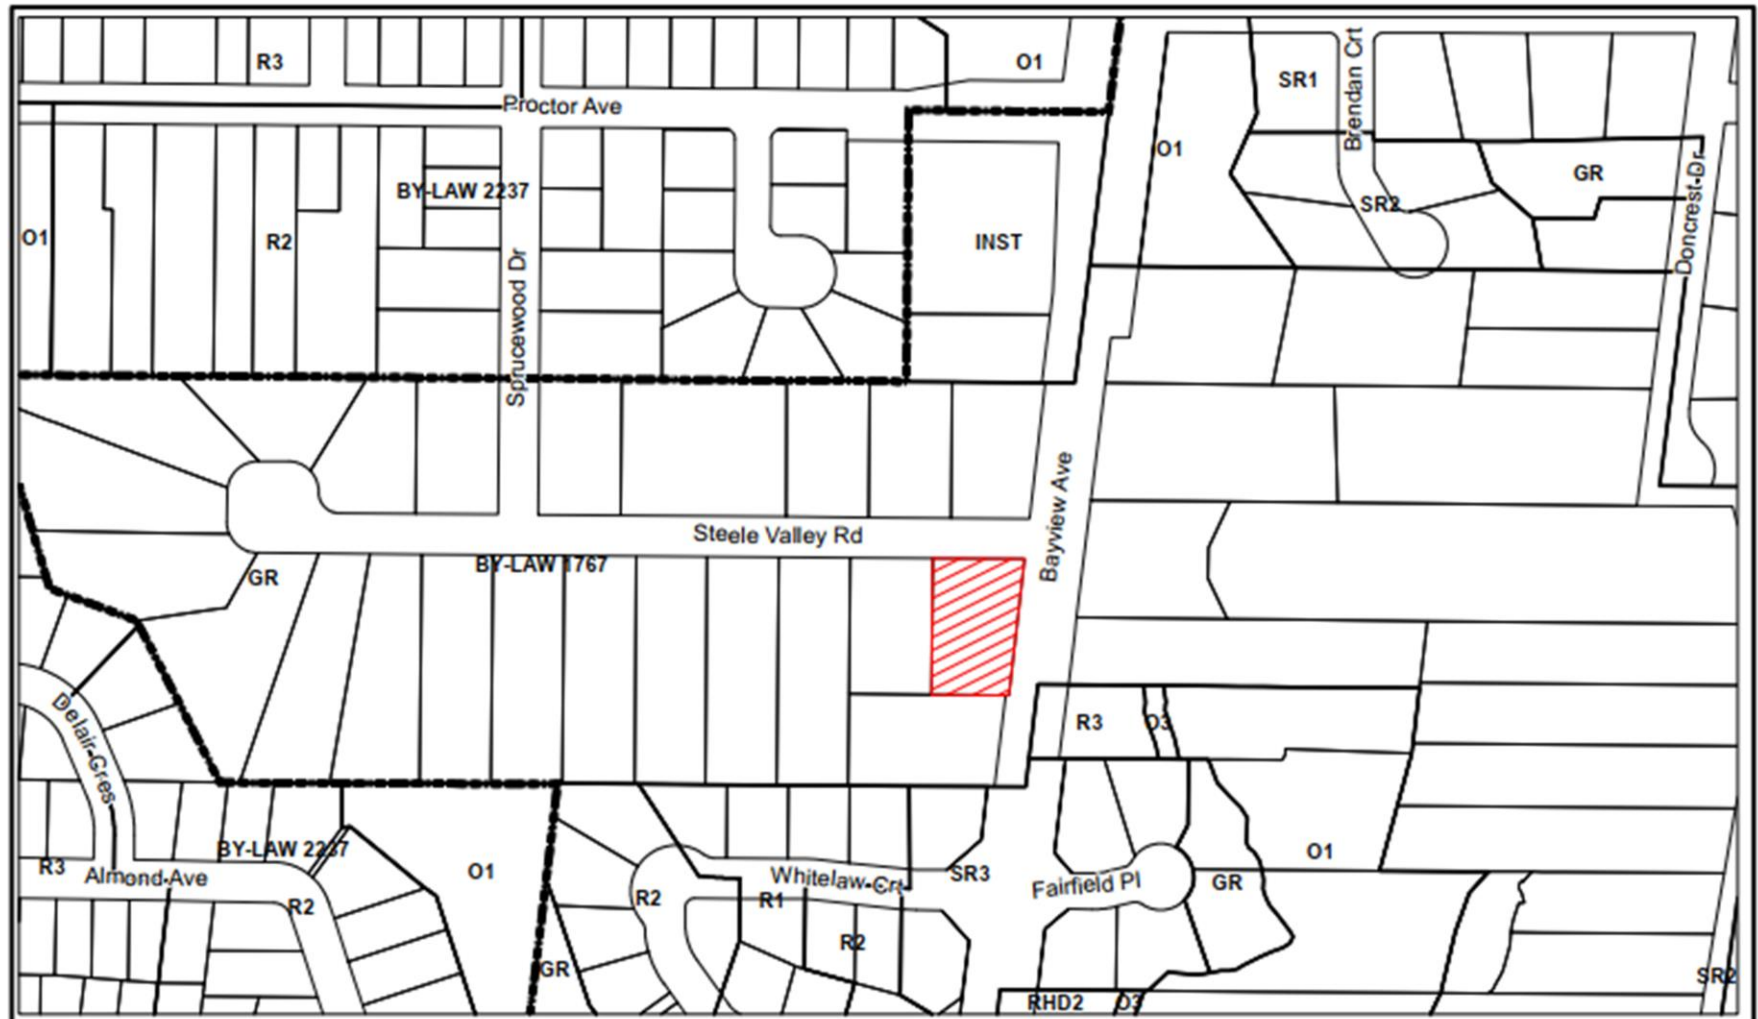 R3
O1
Proctor Ave
O1
SR1
Brendan Crt
GR
BY-LAW 2237
SR2
Doncrest Dr
O1
R2
INST
Sprucewood Dr
Steele Valley Rd
Bayview Ave
BY-LAW 1767
GR
Delair Cres
R3
O3
BY-LAW 2237
R3
Almond Ave
O1
Whitelaw Crt
SR3
Fairfield Pl
GR
O1
R2
R2
R1
R2
GR
SR2
RHD2
O3